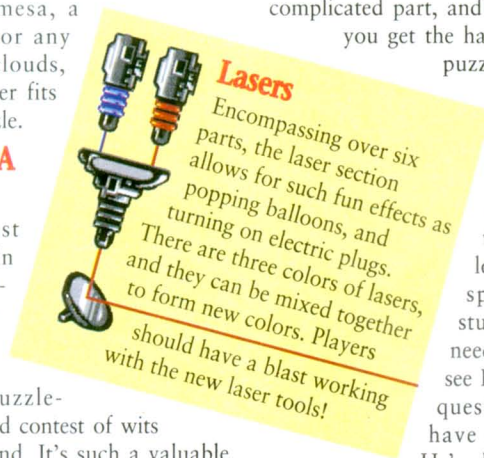 mesa, a
or any
clouds,
er fits
le.
A
st
n
-
uzzle-
d contest of wits
nd. It's such a valuable
complicated part, and
you get the ha
puzz
Lasers
Encompassing over six
parts, the laser section
allows for such fun effects as
popping balloons, and
turning on electric plugs.
There are three colors of lasers,
and they can be mixed together
to form new colors. Players
should have a blast working
with the new laser tools!
lo
sp
stu
need
see
ques
have